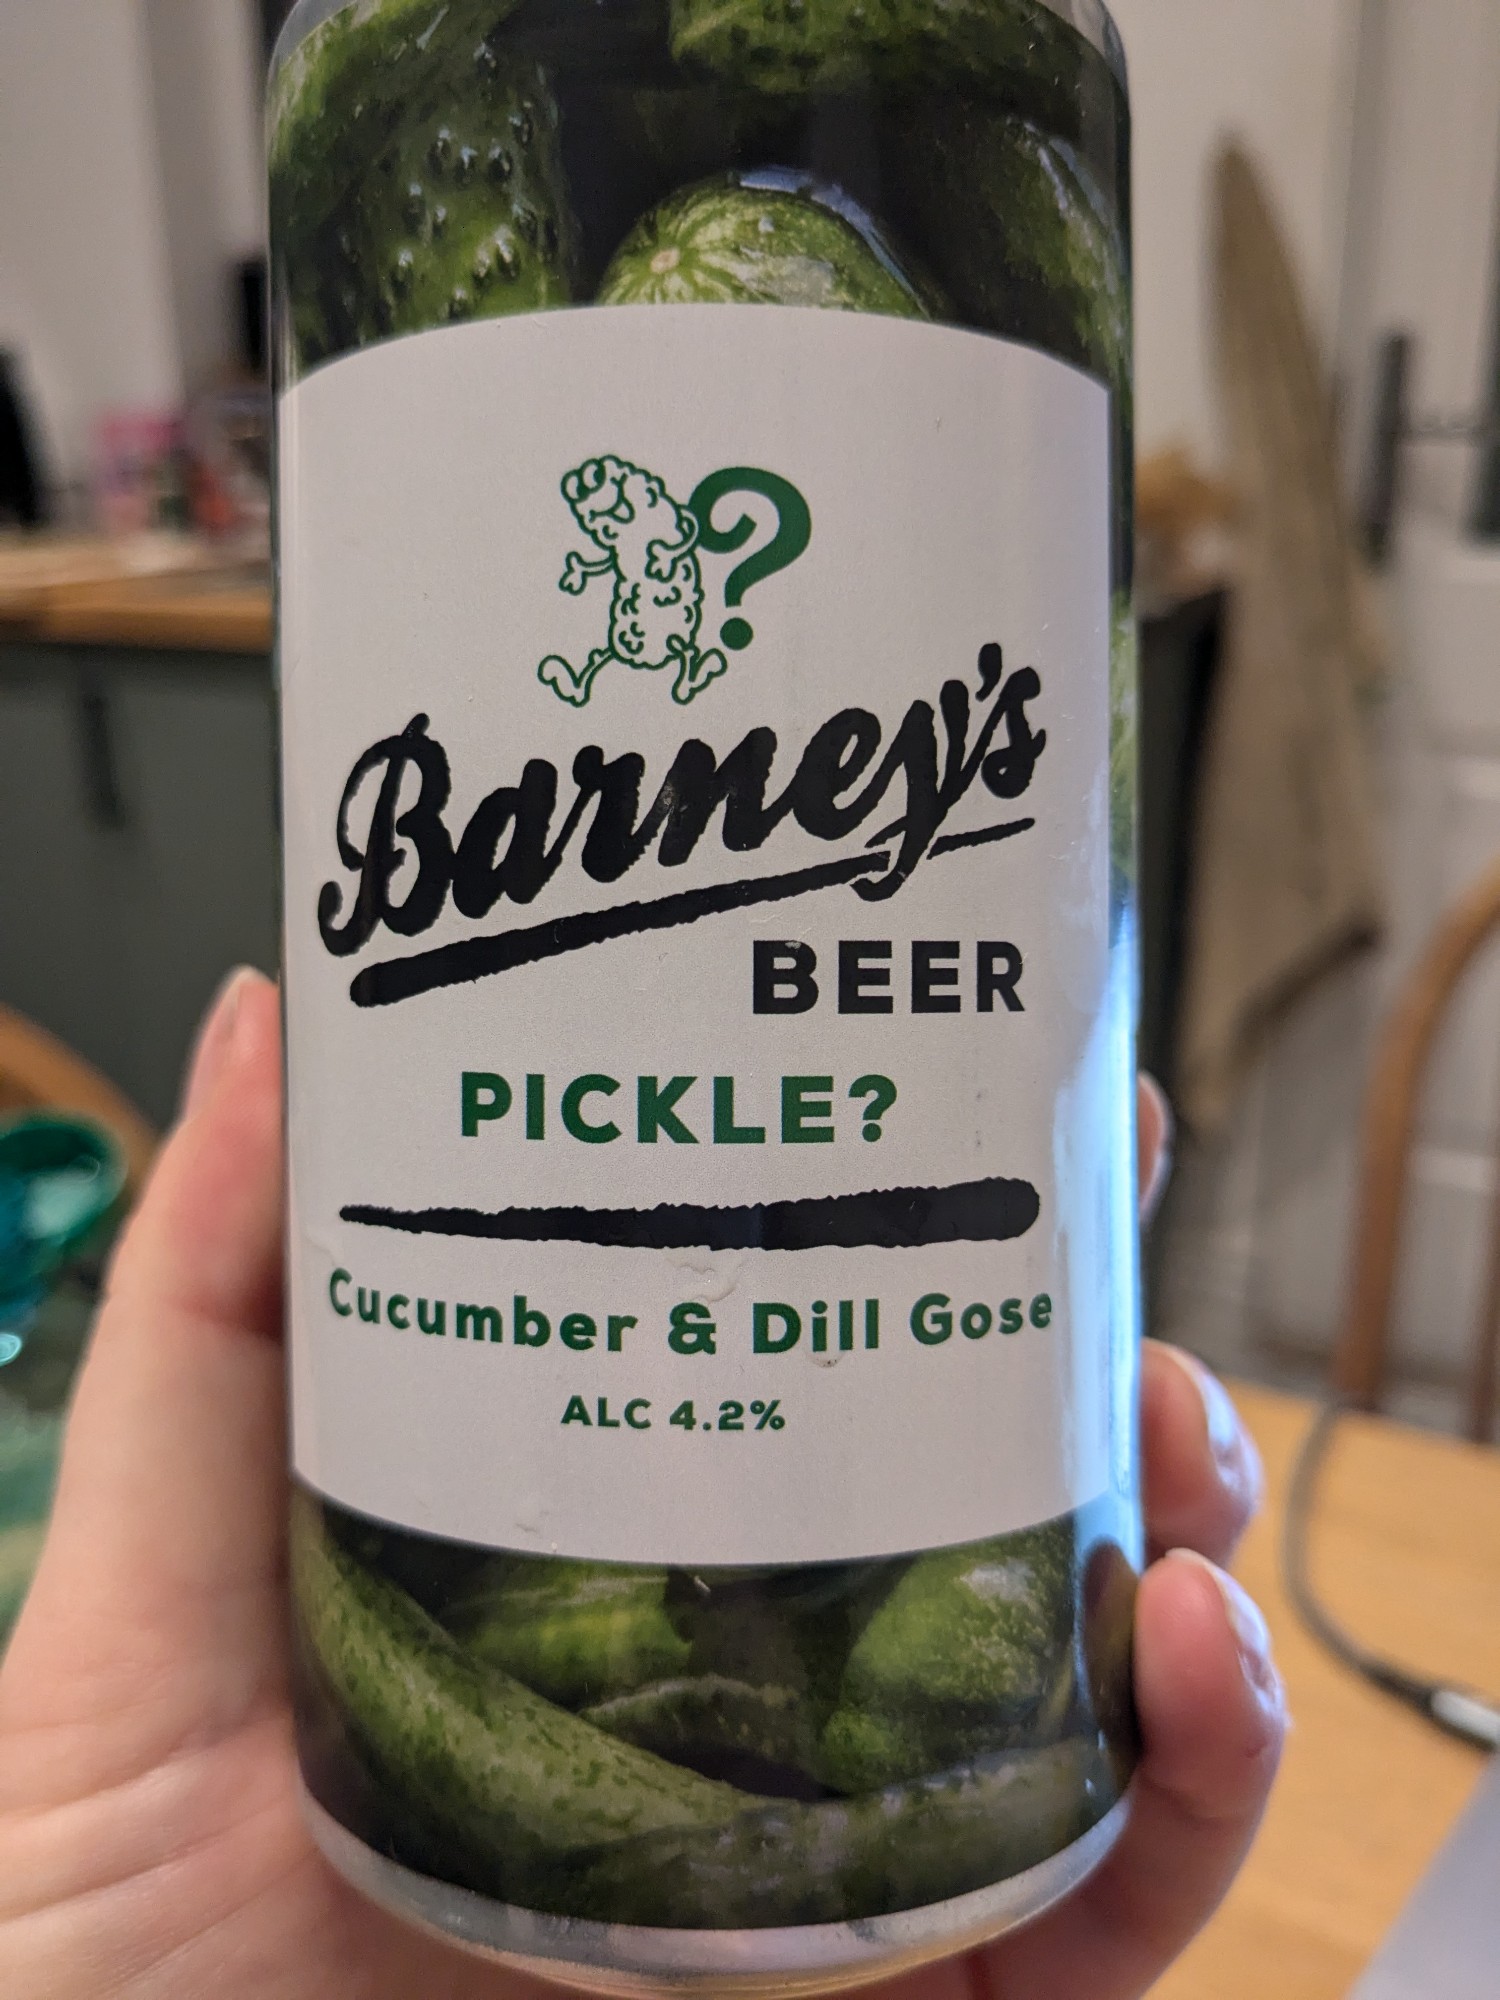 ?
Barney's
BEER
PICKLE?
Cucumber & Dill Gose
ALC 4.2%